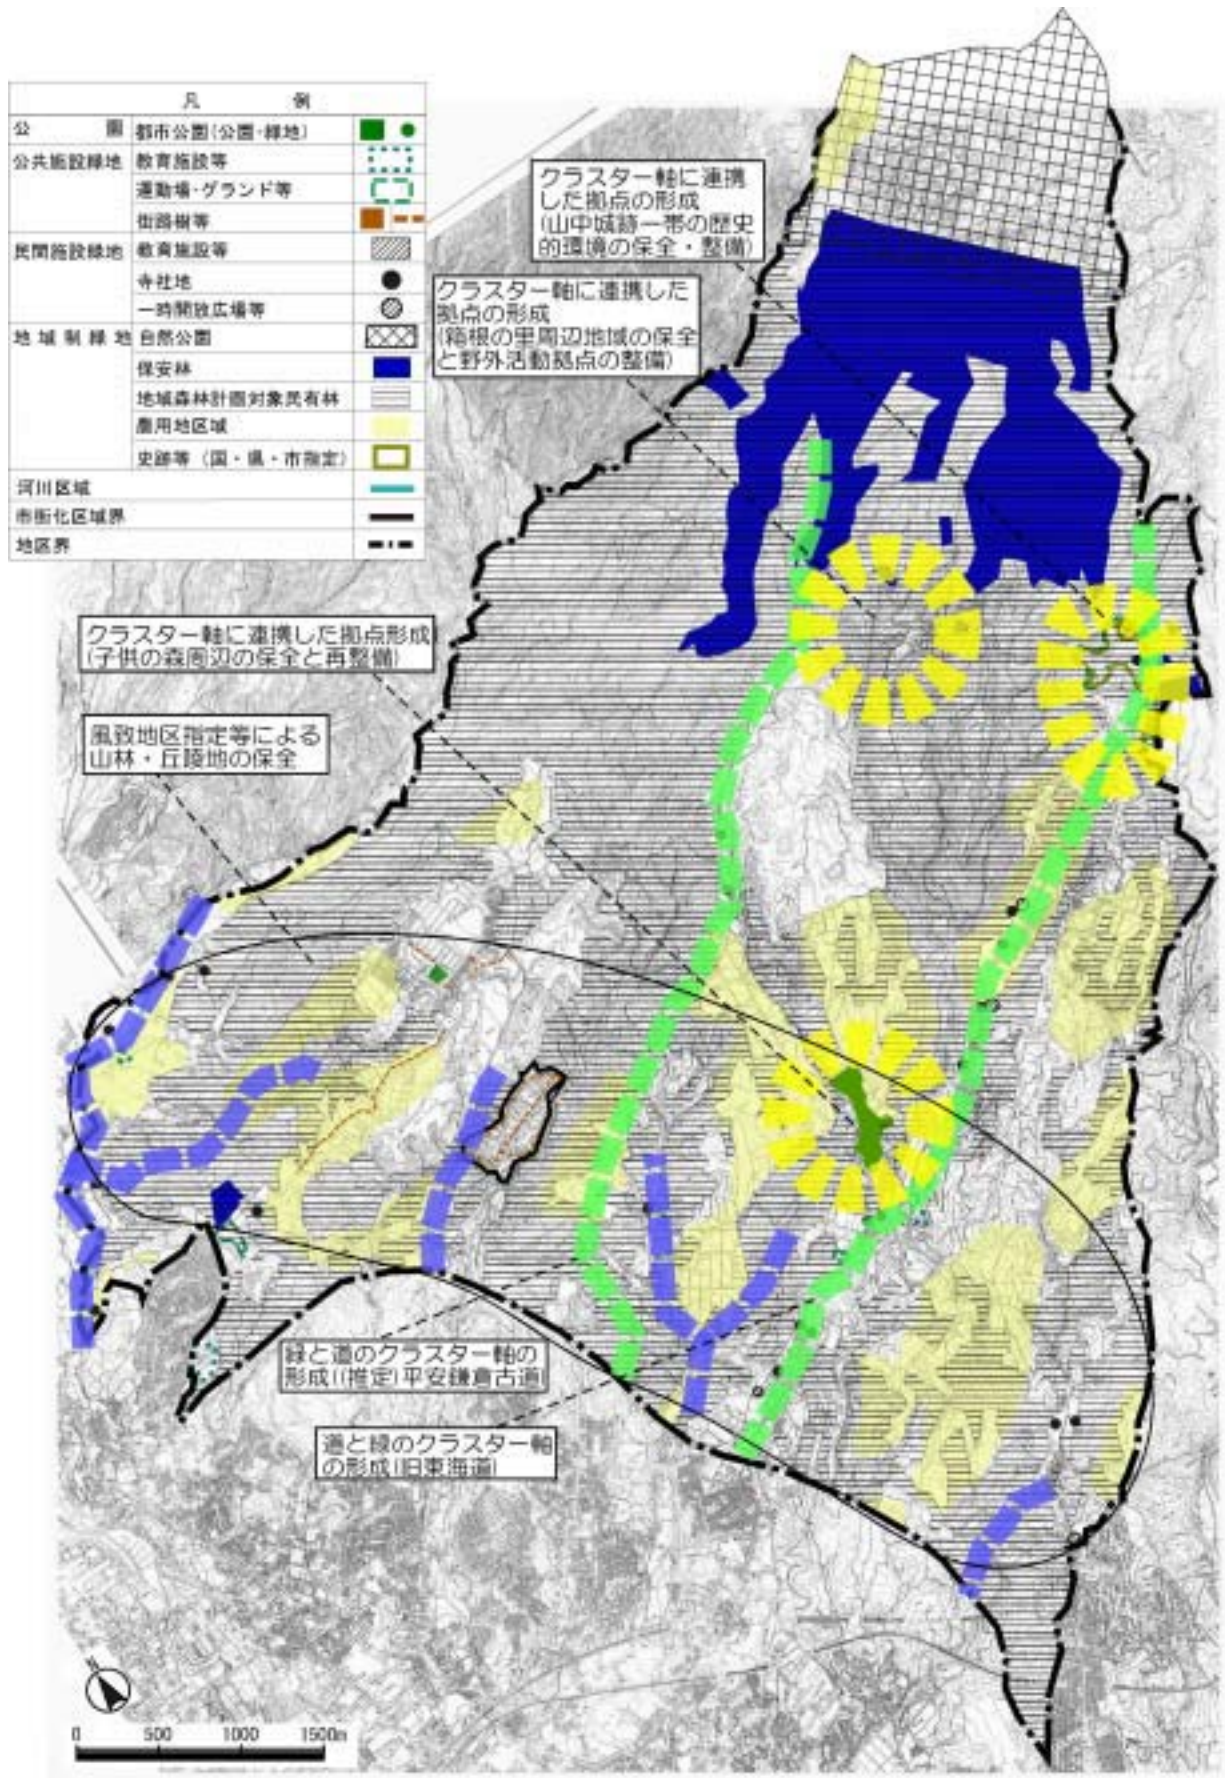 凡 例
公 園 都市公園(公園・緑地)
公共施設緑地 教育施設等
運動場・グランド等
街路樹等
民間施設緑地 教育施設等
寺社地
一時開放広場等
地域制緑地 自然公園
保安林
地域森林計画対象民有林
農用地区域
史跡等（国・県・市指定）
河川区域
市街化区域界
地区界
クラスター軸に連携
した拠点の形成
(山中城跡一帯の歴史
的環境の保全・整備)
クラスター軸に連携した
拠点の形成
(箱根の里周辺地域の保全
と野外活動拠点の整備)
クラスター軸に連携した拠点形成
(子供の森周辺の保全と再整備)
風致地区指定等による
山林・丘陵地の保全
緑と道のクラスター軸の
形成((推定)平安鎌倉古道)
道と緑のクラスター軸
の形成(旧東海道)
N
0 500 1000 1500m